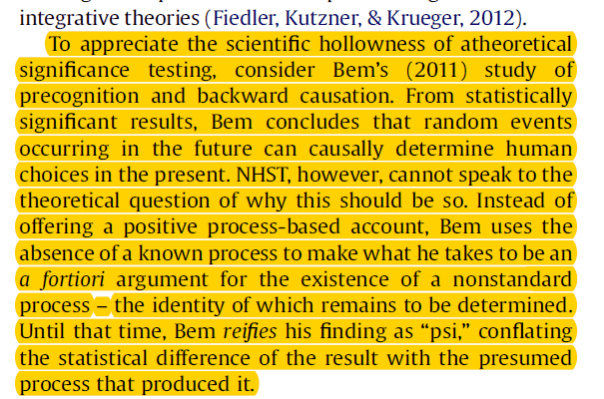 integrative theories (Fiedler, Kutzner, & Krueger, 2012).
To appreciate the scientific hollowness of atheoretical
significance testing, consider Bem's (2011) study of
precognition and backward causation. From statistically
significant results, Bem concludes that random events
occurring in the future can causally determine human
choices in the present. NHST, however, cannot speak to the
theoretical question of why this should be so. Instead of
offering a positive process-based account, Bem uses the
absence of a known process to make what he takes to be an
a fortiori argument for the existence of a nonstandard
process – the identity of which remains to be determined.
Until that time, Bem reifies his finding as “psi,” conflating
the statistical difference of the result with the presumed
process that produced it.